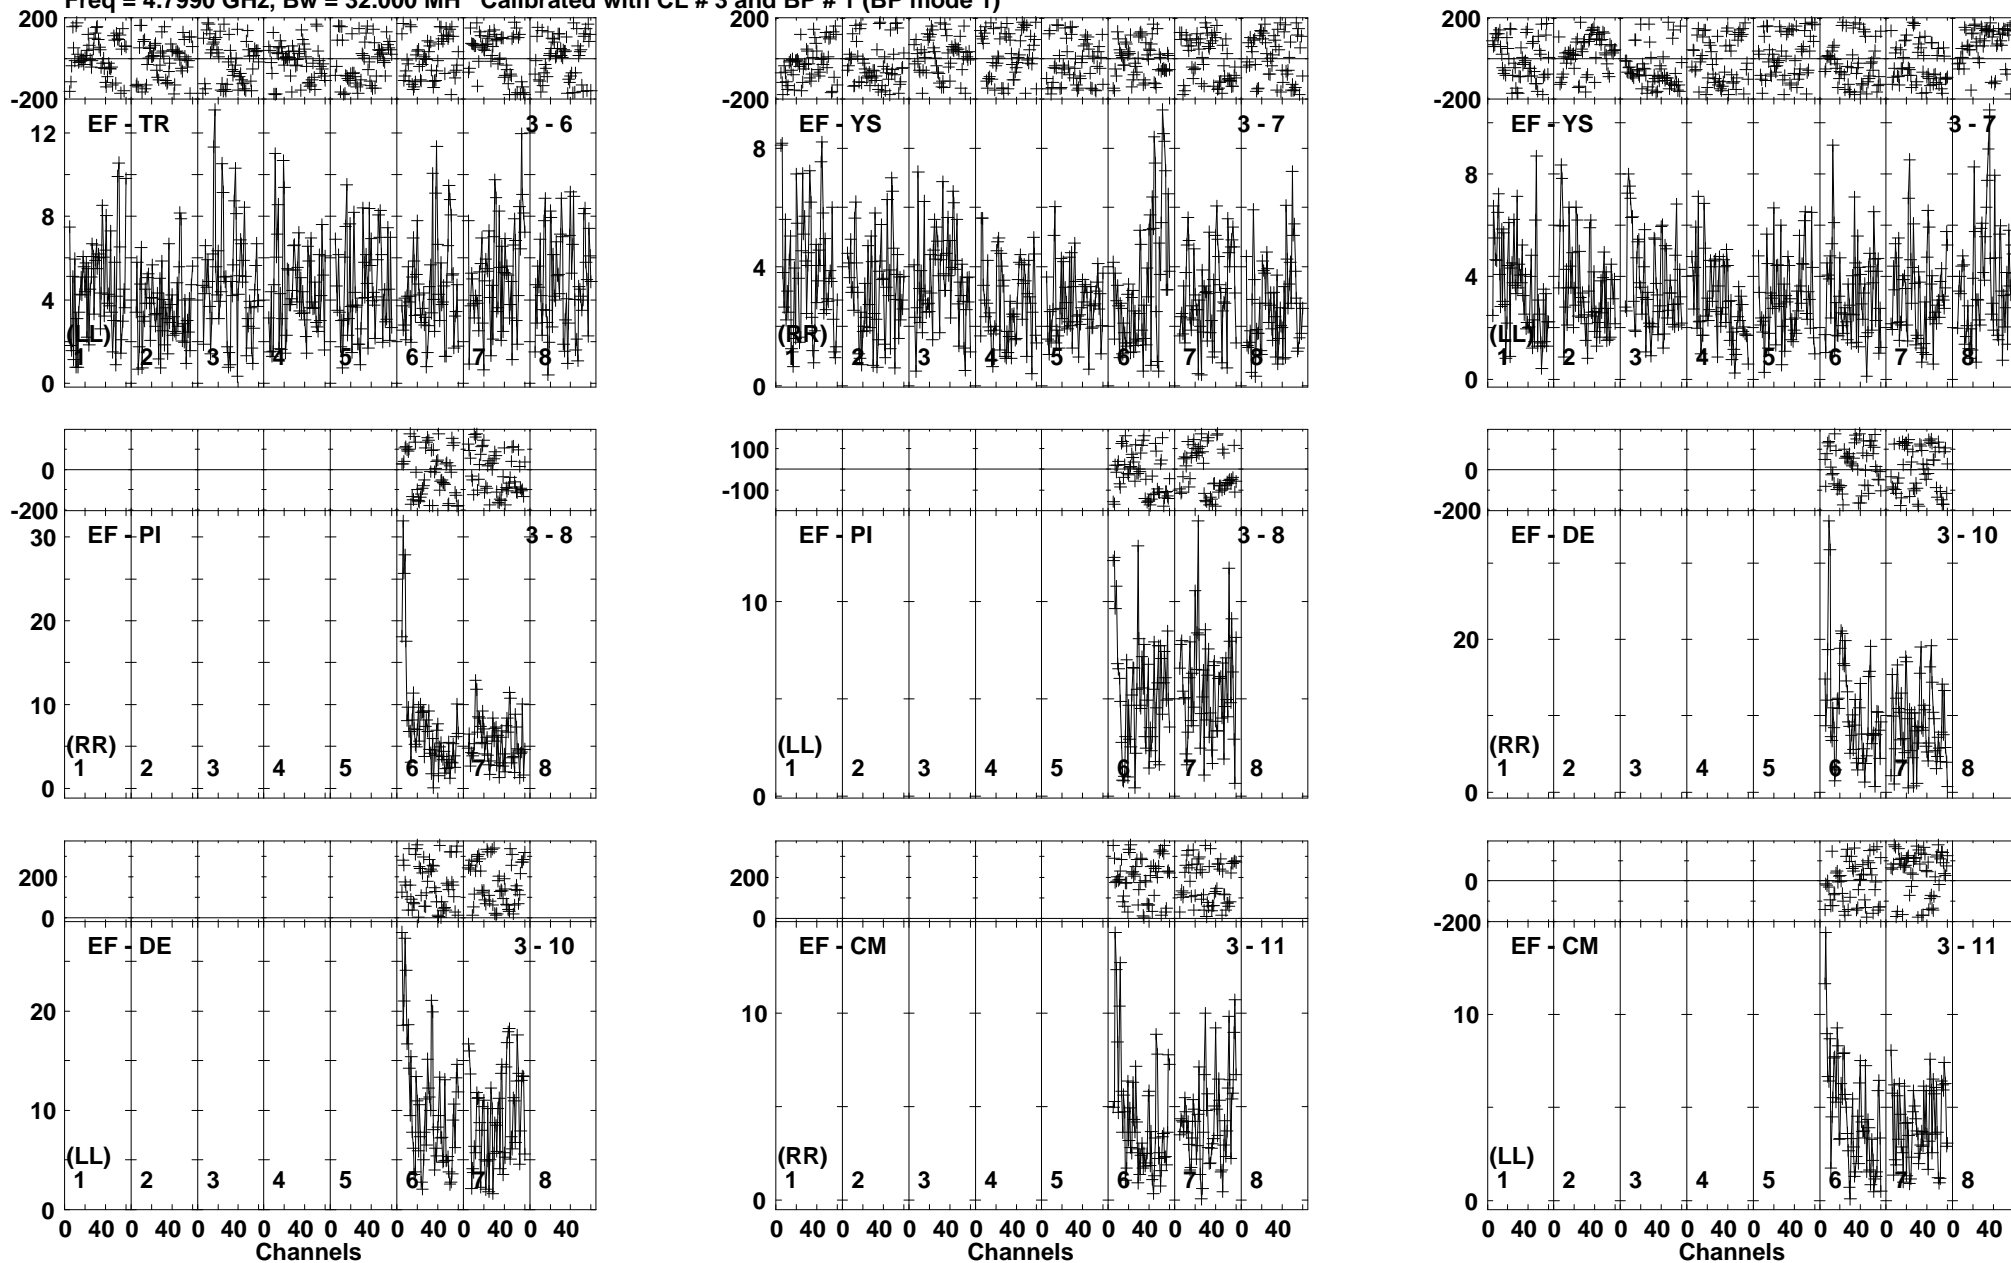 Freq = 4.7990 GHz, Bw = 32.000 MH Calibrated with CL # 3 and BP # 1 (BP mode 1)
200 200 200
-200 -200 -200
EF - TR 3 - 6 EF - YS 3 - 7 EF - YS 3 - 7
12
8 8 8
4 4 4
(LL) (RR) (LL)
1 2 3 4 5 6 7 8 1 2 3 4 5 6 7 8 1 2 3 4 5 6 7 8
0 0 0
0 100 0
-200 -100 -200
EF - PI 3 - 8 EF - PI 3 - 8 EF - DE 3 - 10
30
20 10 20
10
(RR) (LL) (RR)
1 2 3 4 5 6 7 8 1 2 3 4 5 6 7 8 1 2 3 4 5 6 7 8
0 0 0
200 200 0
0 0 -200
EF - DE 3 - 10 EF - CM 3 - 11 EF - CM 3 - 11
20 10 10
10
(LL) (RR) (LL)
1 2 3 4 5 6 7 8 1 2 3 4 5 6 7 8 1 2 3 4 5 6 7 8
0 0 0
0 40 0 40 0 40 0 40 0 40 0 40 0 40 0 40 0 40 0 40 0 40 0 40 0 40 0 40 0 40 0 40 0 40 0 40 0 40 0 40 0 40 0 40 0 40 0 40
Channels Channels Channels